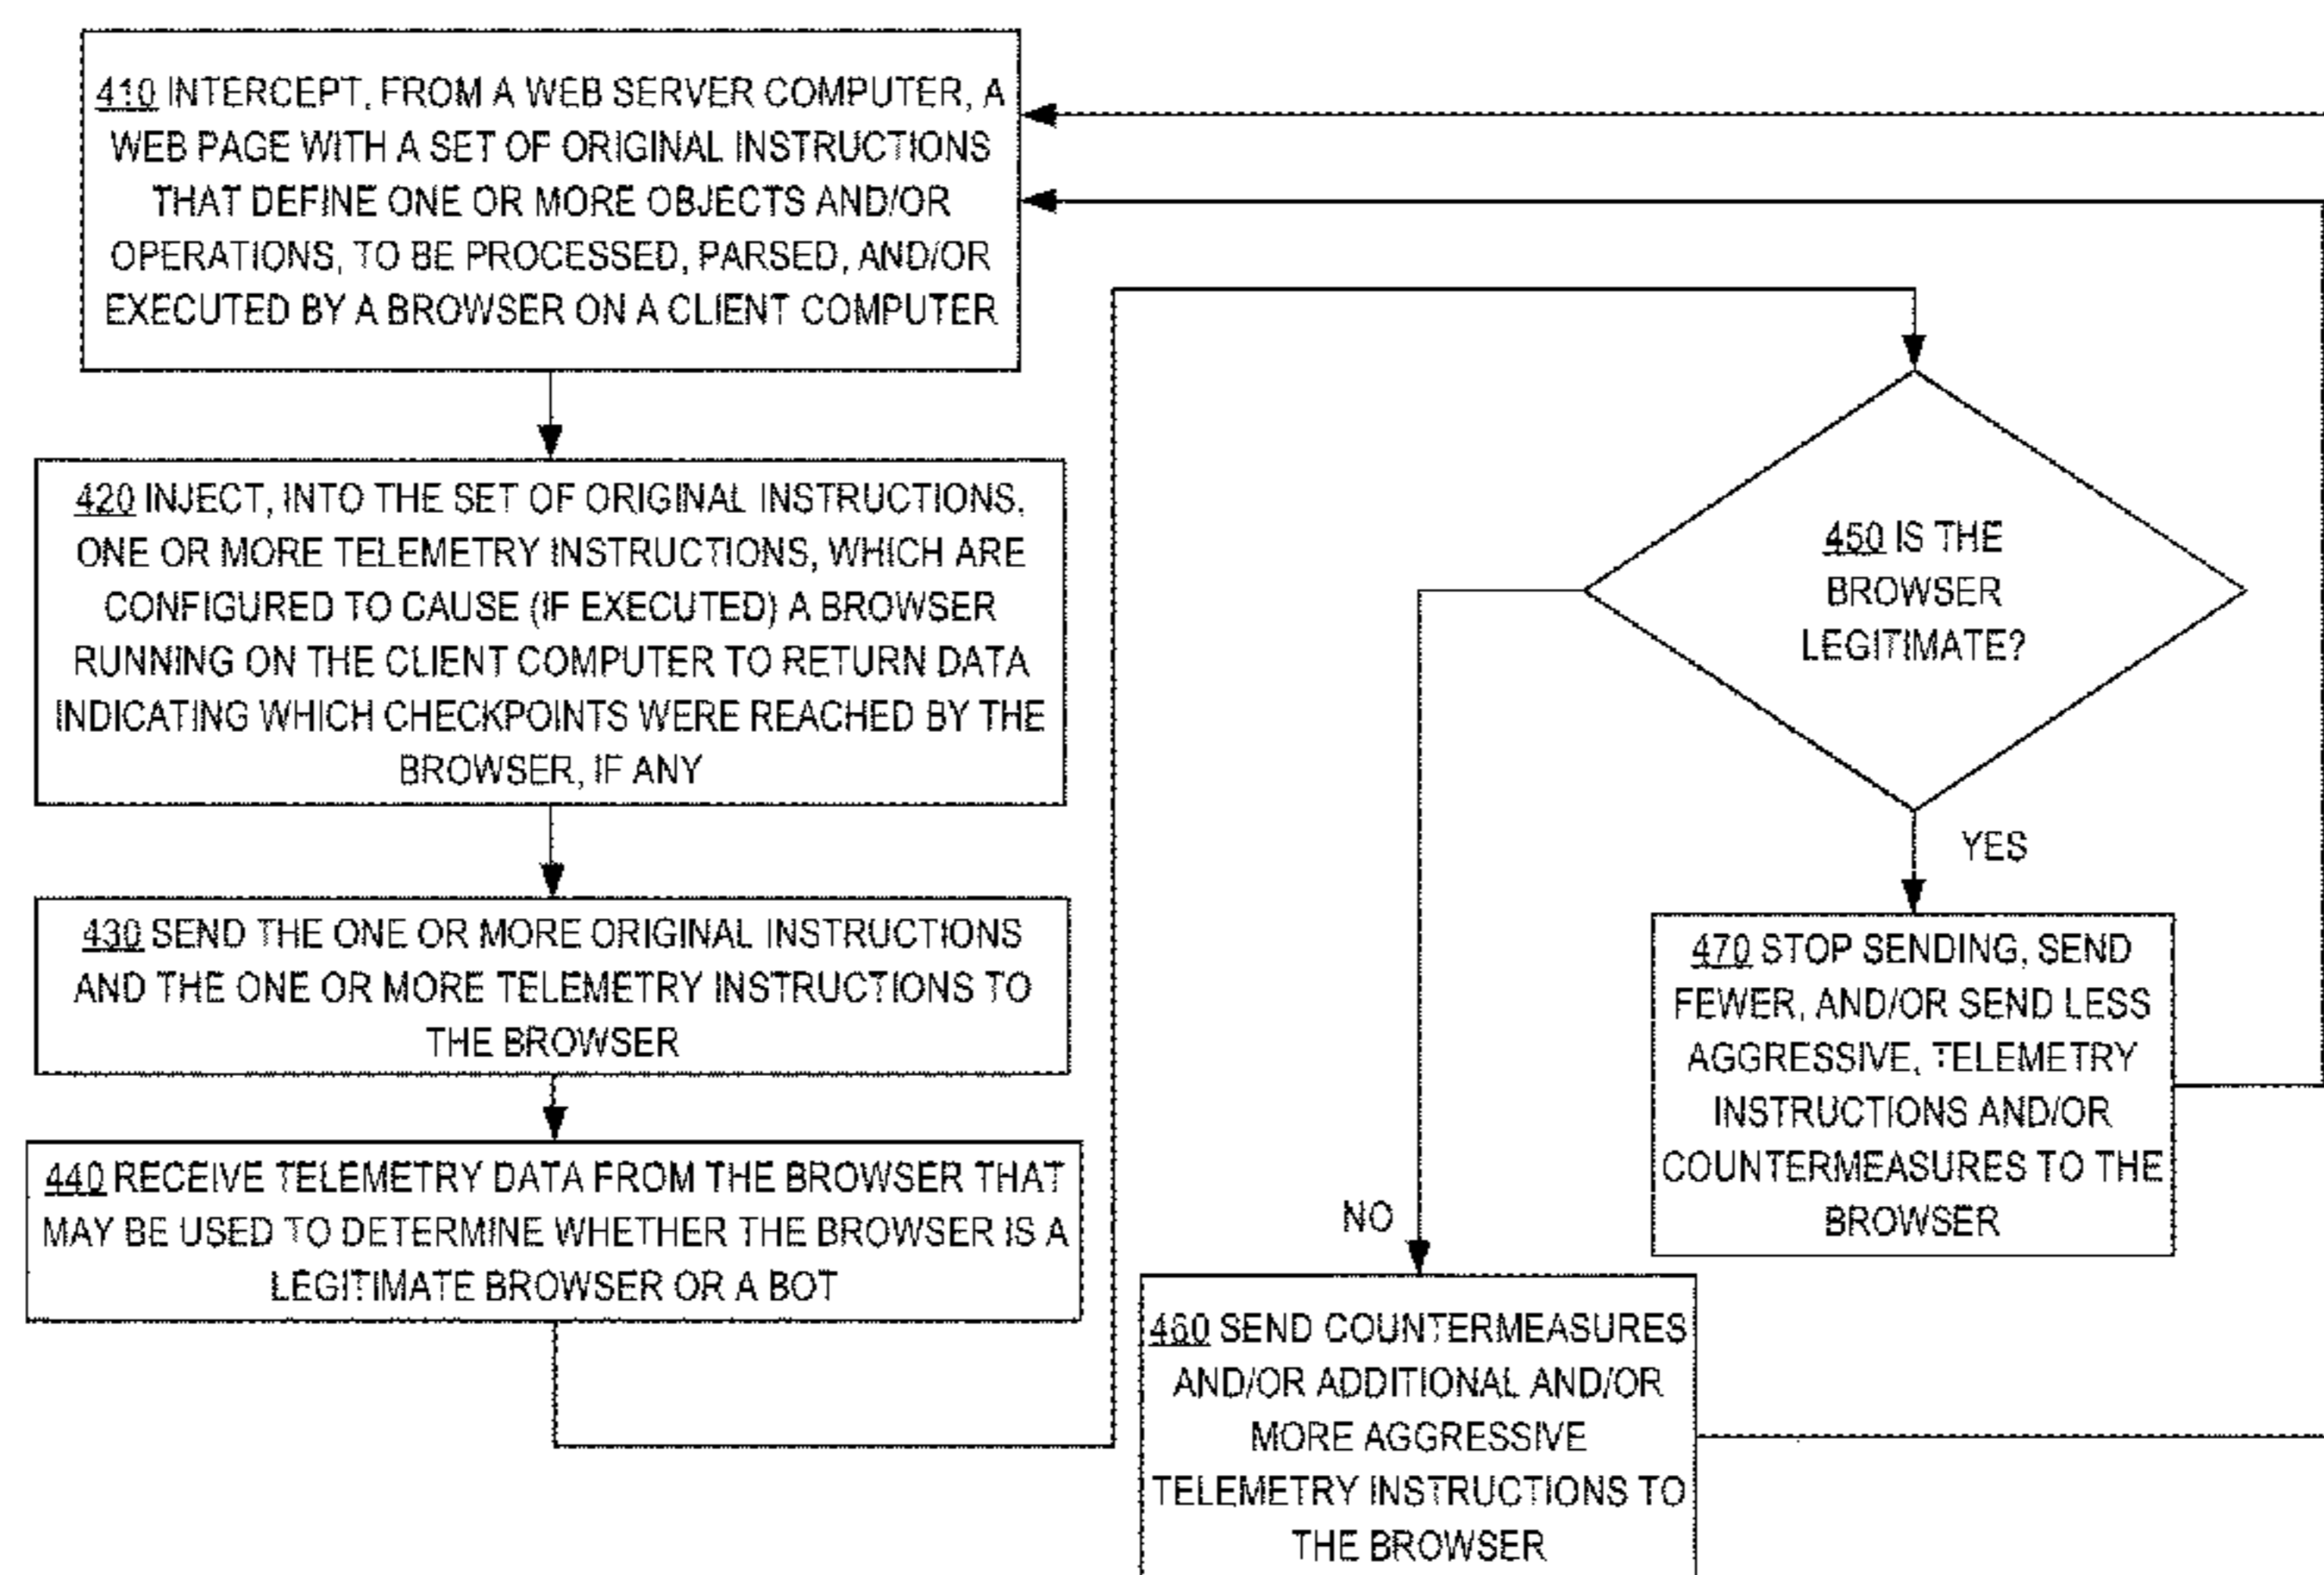 410 INTERCEPT, FROM A WEB SERVER COMPUTER, A
WEB PAGE WITH A SET OF ORIGINAL INSTRUCTIONS
THAT DEFINE ONE OR MORE OBJECTS AND/OR
OPERATIONS, TO BE PROCESSED, PARSED, AND/OR
EXECUTED BY A BROWSER ON A CLIENT COMPUTER
420 INJECT, INTO THE SET OF ORIGINAL INSTRUCTIONS,
ONE OR MORE TELEMETRY INSTRUCTIONS, WHICH ARE
CONFIGURED TO CAUSE (IF EXECUTED) A BROWSER
RUNNING ON THE CLIENT COMPUTER TO RETURN DATA
INDICATING WHICH CHECKPOINTS WERE REACHED BY THE
BROWSER, IF ANY
430 SEND THE ONE OR MORE ORIGINAL INSTRUCTIONS
AND THE ONE OR MORE TELEMETRY INSTRUCTIONS TO
THE BROWSER
440 RECEIVE TELEMETRY DATA FROM THE BROWSER THAT
MAY BE USED TO DETERMINE WHETHER THE BROWSER IS A
LEGITIMATE BROWSER OR A BOT
450 IS THE
BROWSER
LEGITIMATE?
YES
470 STOP SENDING, SEND
FEWER, AND/OR SEND LESS
AGGRESSIVE, TELEMETRY
INSTRUCTIONS AND/OR
COUNTERMEASURES TO THE
BROWSER
NO
460 SEND COUNTERMEASURES
AND/OR ADDITIONAL AND/OR
MORE AGGRESSIVE
TELEMETRY INSTRUCTIONS TO
THE BROWSER